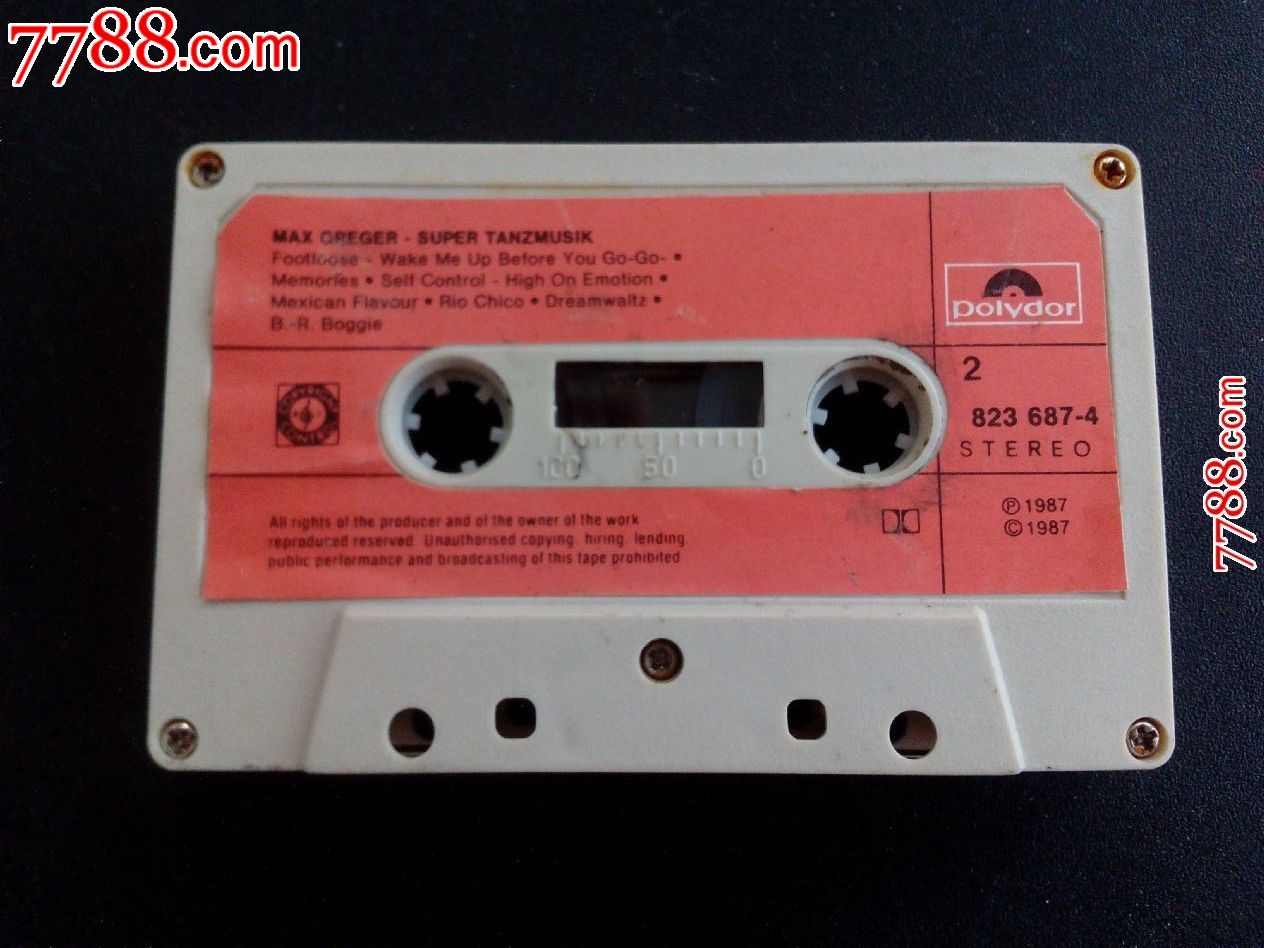 7788.com
MAX GREGER - SUPER TANZMUSIK
Footloose - Wake Me Up Before You Go-Go- •
Memories • Self Control - High On Emotion •
Mexican Flavour • Rio Chico • Dreamwaltz •
B.-R. Boggie
polydor
COPYRIGHT
CONTROL
2
823 687-4
STEREO
100 50 0
All rights of the producer and of the owner of the work
reproduced reserved. Unauthorised copying. hiring. lending.
public performance and broadcasting of this tape prohibited
℗ 1987
© 1987
7788.com